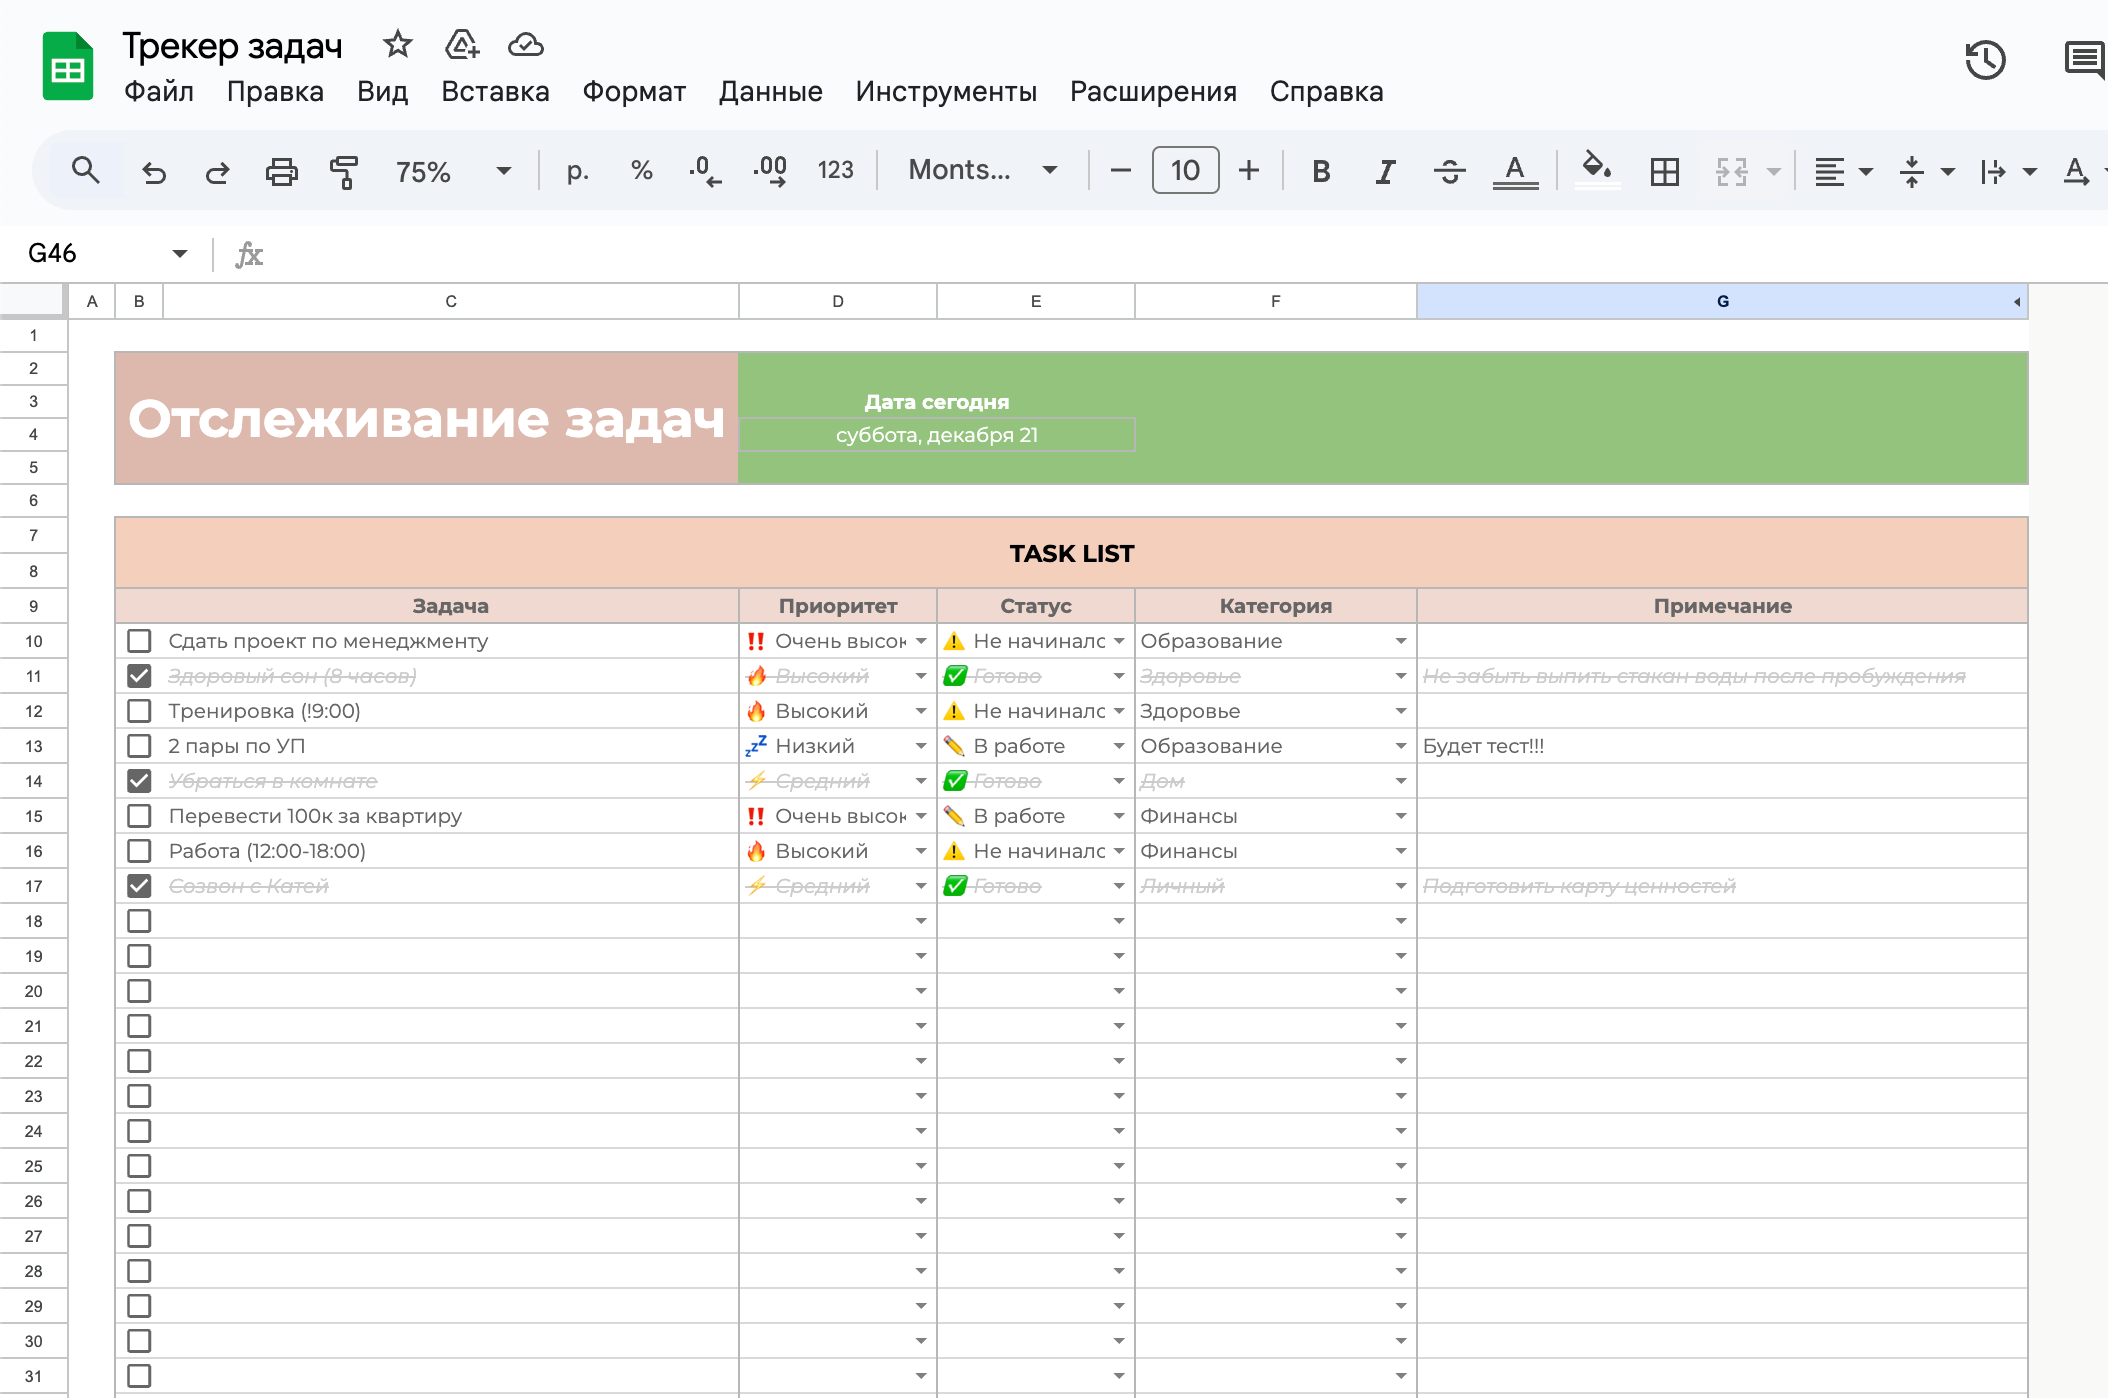 Трекер задач
Файл Правка Вид Вставка Формат Данные Инструменты Расширения Справка
75% р. % .0 .00 123 Monts... 10 B I A A
G46 fx
A B C D E F G
1
2
3 Дата сегодня
Отслеживание задач
4 суббота, декабря 21
5
6
7
TASK LIST
8
9 Задача Приоритет Статус Категория Примечание
10 Сдать проект по менеджменту ‼️ Очень высок ⚠️ Не начиналс Образование
11 Здоровый сон (8 часов) 🔥 Высокий ✅ Готово Здоровье Не забыть выпить стакан воды после пробуждения
12 Тренировка (!9:00) 🔥 Высокий ⚠️ Не начиналс Здоровье
13 2 пары по УП 💤 Низкий ✏️ В работе Образование Будет тест!!!
14 Убраться в комнате ⚡ Средний ✅ Готово Дом
15 Перевести 100к за квартиру ‼️ Очень высок ✏️ В работе Финансы
16 Работа (12:00-18:00) 🔥 Высокий ⚠️ Не начиналс Финансы
17 Созвон с Катей ⚡ Средний ✅ Готово Личный Подготовить карту ценностей
18
19
20
21
22
23
24
25
26
27
28
29
30
31